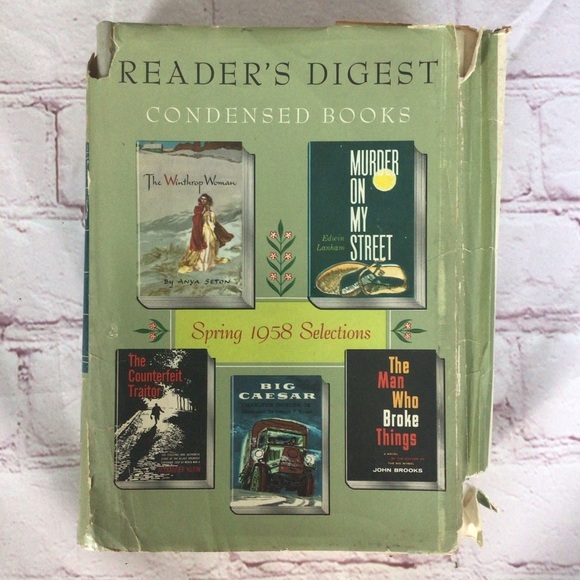 READER'S DIGEST
CONDENSED BOOKS
The Winthrop Woman
By ANYA SETON
MURDER
ON
MY
STREET
Edwin
Lanham
Spring 1958 Selections
The
Counterfeit
Traitor
BIG
CAESAR
The
Man
Who
Broke
Things
A NOVEL
JOHN BROOKS